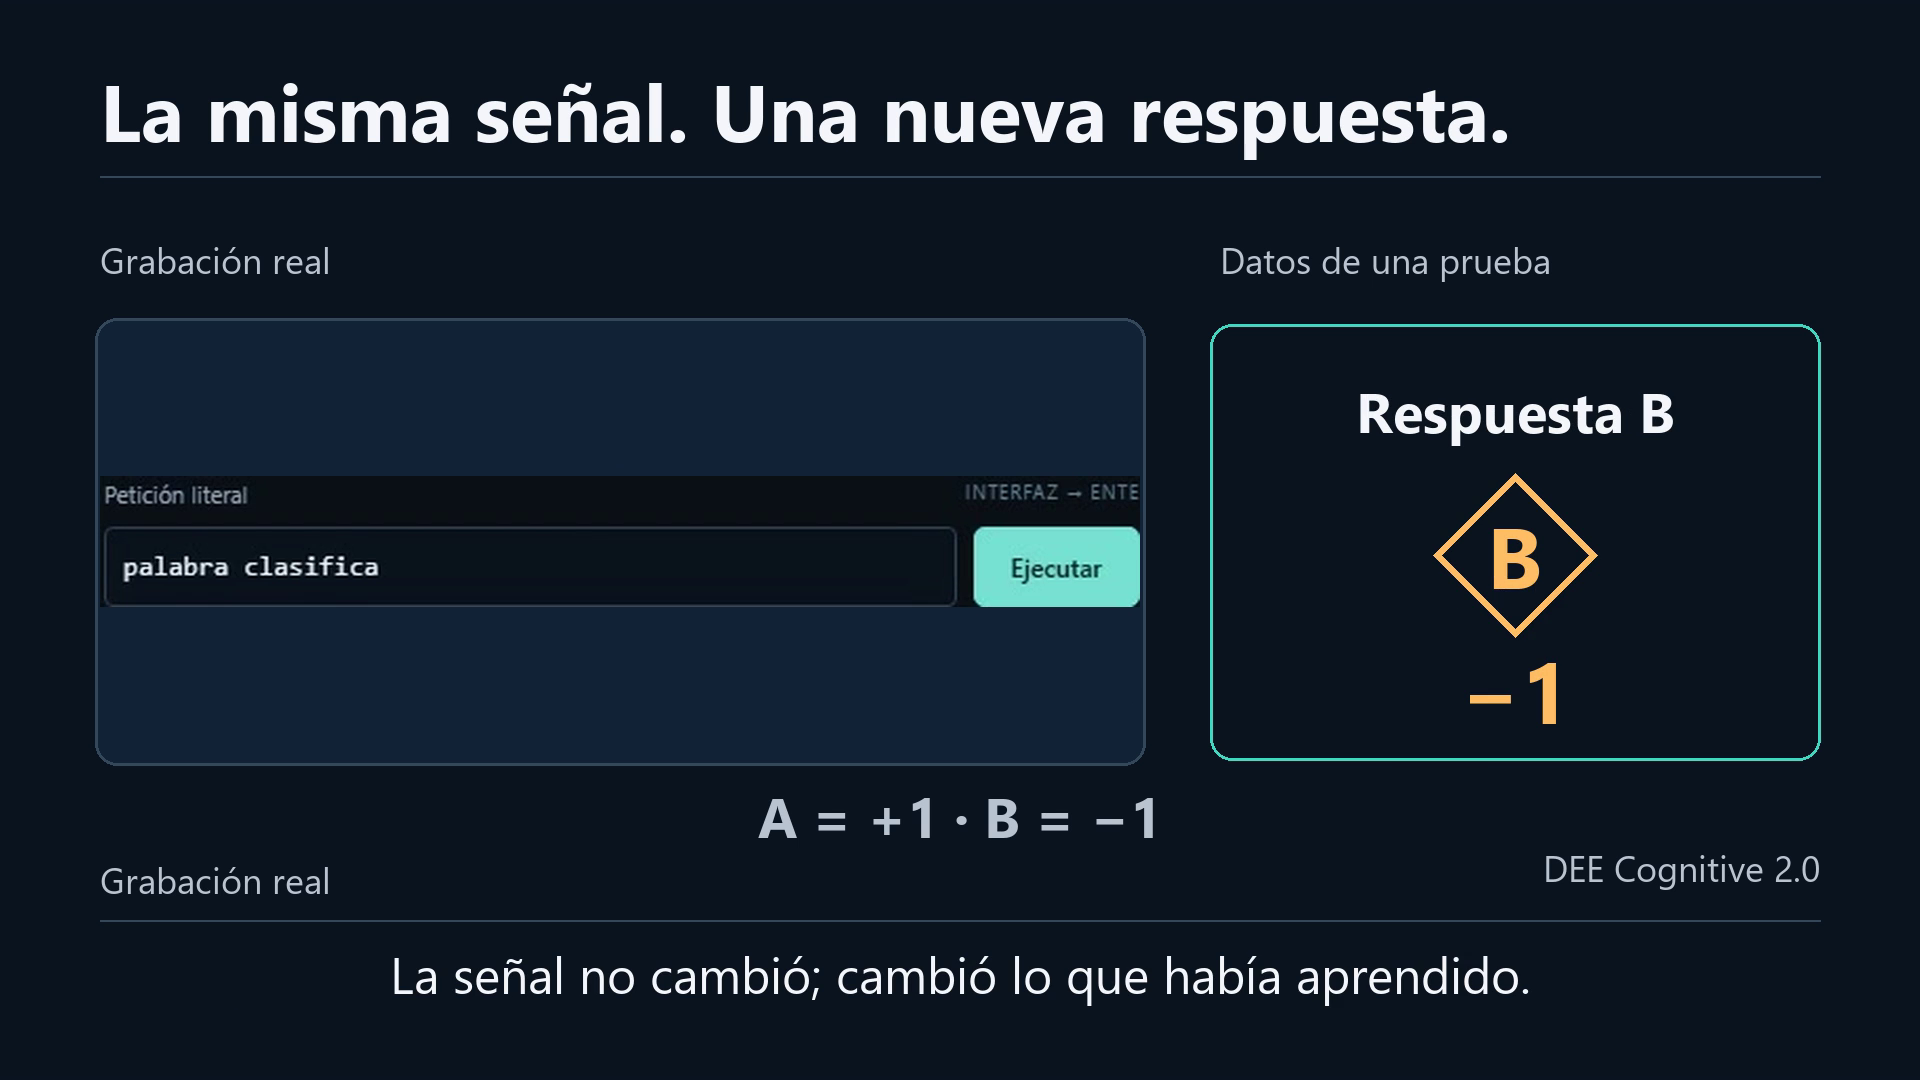 La misma señal. Una nueva respuesta.
Grabación real
Datos de una prueba
Petición literal
INTERFAZ → ENTE
palabra clasifica
Ejecutar
Respuesta B
B
−1
A = +1 · B = −1
Grabación real
DEE Cognitive 2.0
La señal no cambió; cambió lo que había aprendido.